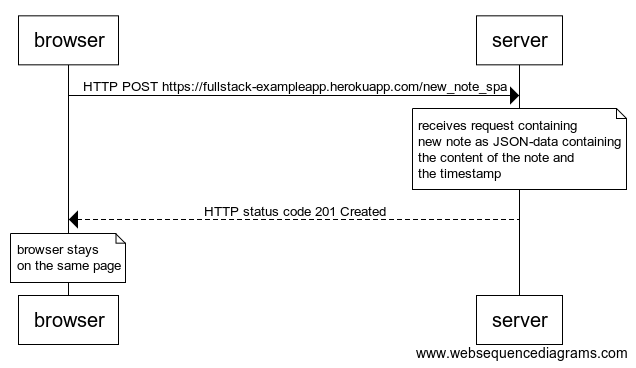 browser
server
HTTP POST https://fullstack-exampleapp.herokuapp.com/new_note_spa
receives request containing
new note as JSON-data containing
the content of the note and
the timestamp
HTTP status code 201 Created
browser stays
on the same page
browser
server
www.websequencediagrams.com